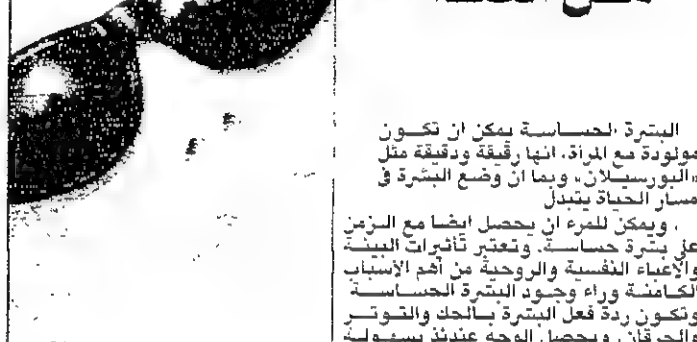 البشرة الحساسة يمكن ان تكون
مولودة مع المرأة، انها رقيقة ودقيقة مثل
«البورسيلان» وبما ان وضع البشرة في
مسار الحياة يتبدل
، ويمكن للمرء ان يحصل ايضا مع الزمن
على بشرة حساسة. وتعتبر تأثيرات البيئة
والأعباء النفسية والروحية من أهم الأسباب
الكامنة وراء وجود البشرة الحساسة
وتكون ردة فعل البشرة بالحك والتوتر
والحرقان، ويحصل الوجه عندئذ بسهولة